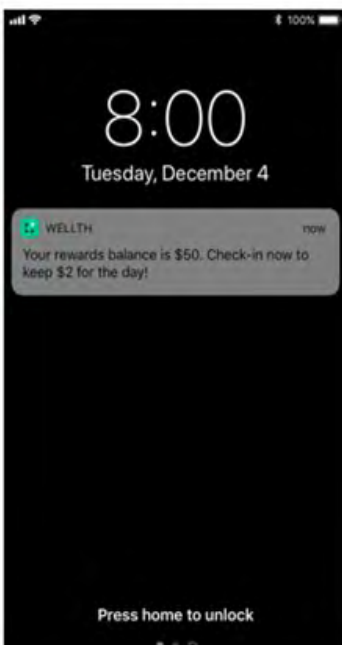 100%
8:00
Tuesday, December 4
WELLTH now
Your rewards balance is $50. Check-in now to
keep $2 for the day!
Press home to unlock